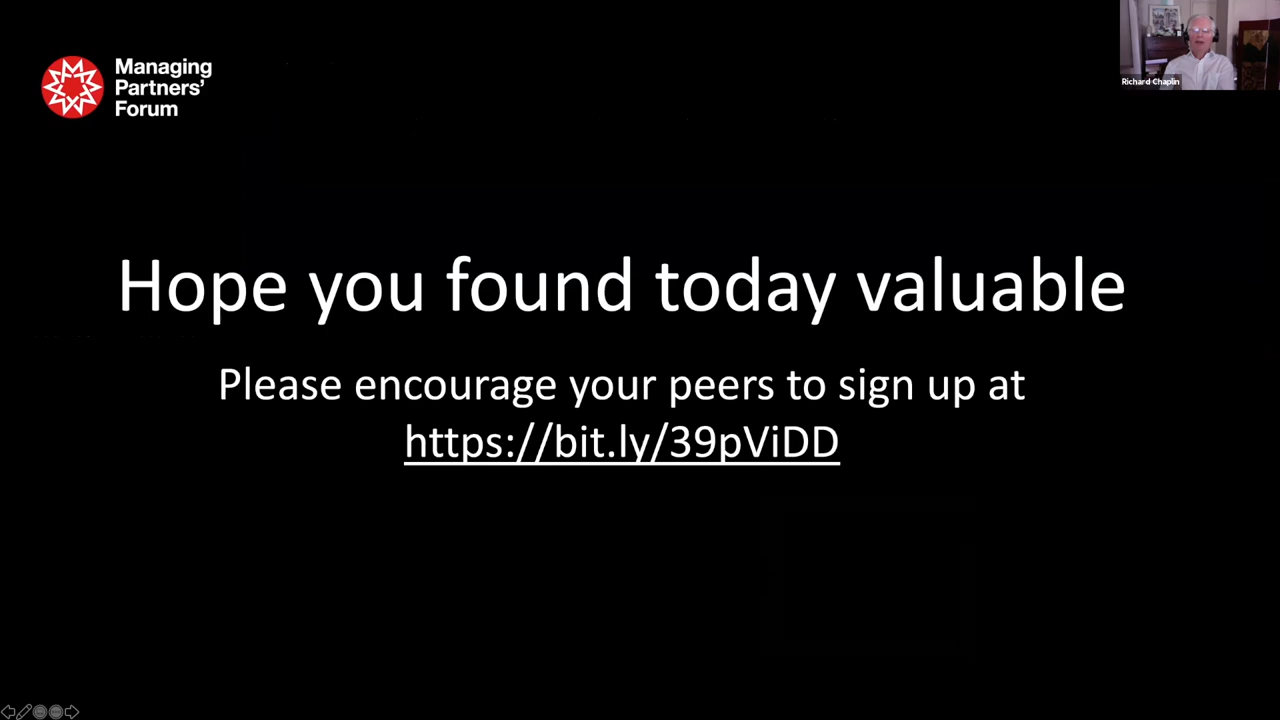 Managing
Partners'
Forum
Richard Chaplin
Hope you found today valuable
Please encourage your peers to sign up at
https://bit.ly/39pViDD